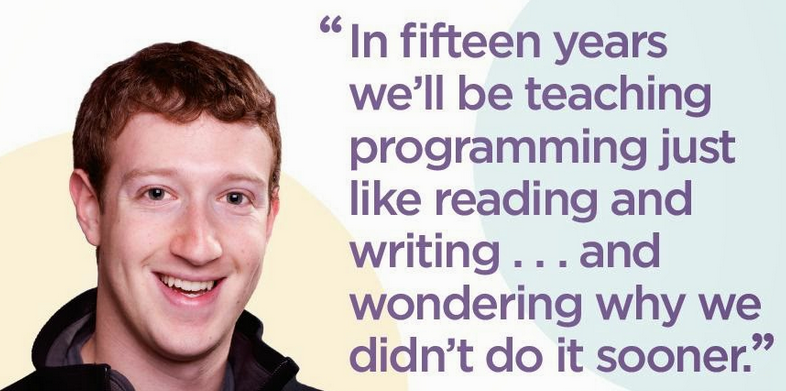 “In fifteen years
we’ll be teaching
programming just
like reading and
writing . . . and
wondering why we
didn’t do it sooner.”